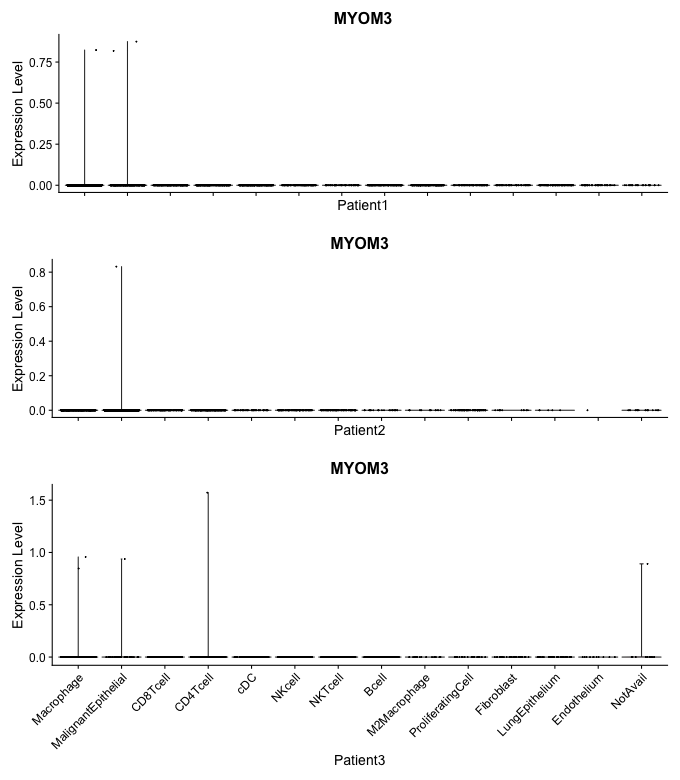 MYOM3
Expression Level
0.75
0.50
0.25
0.00
Patient1
MYOM3
Expression Level
0.8
0.6
0.4
0.2
0.0
Patient2
MYOM3
Expression Level
1.5
1.0
0.5
0.0
Macrophage
MalignantEpithelial
CD8Tcell
CD4Tcell
cDC
NKcell
NKTcell
Bcell
M2Macrophage
ProliferatingCell
Fibroblast
LungEpithelium
Endothelium
NotAvail
Patient3